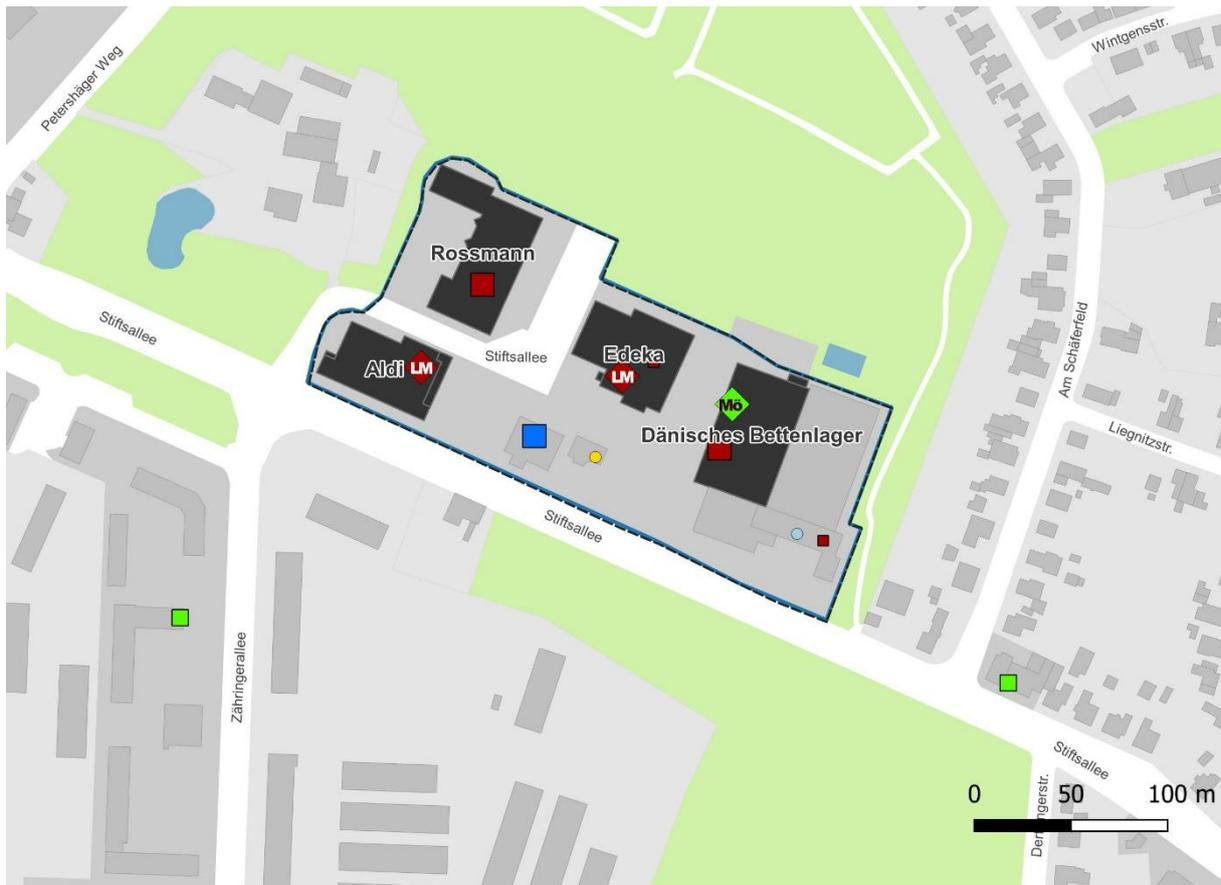 Petershäger Weg
Wintgensstr.
Rossmann
Stiftsallee
Stiftsallee
Edeka
Aldi
LM
LM
Mö
Am Schäferfeld
Dänisches Bettenlager
Liegnitzstr.
Stiftsallee
Zähringerallee
Stiftsallee
0 50 100 m